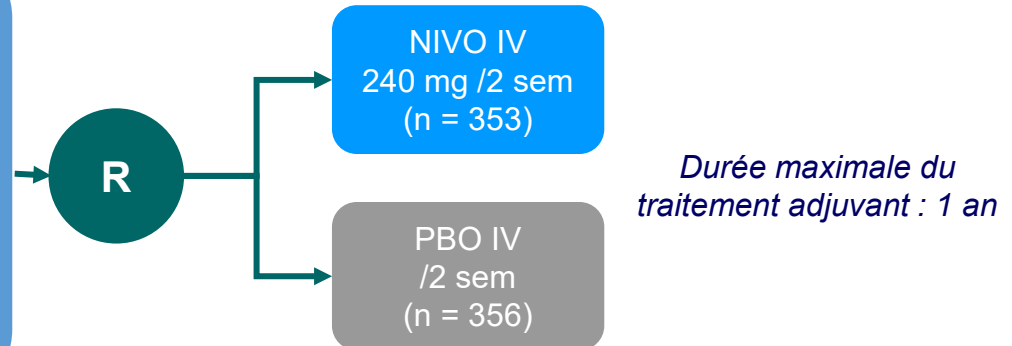 R
NIVO IV
240 mg /2 sem
(n = 353)
PBO IV
/2 sem
(n = 356)
Durée maximale du
traitement adjuvant : 1 an